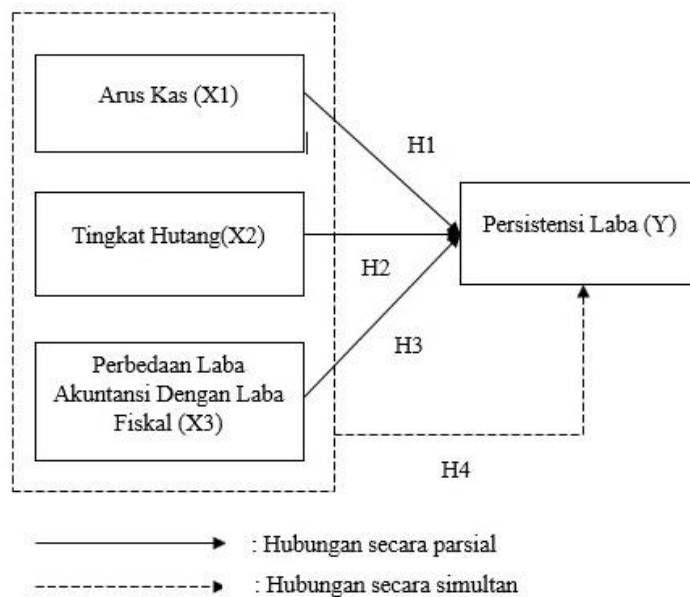 Arus Kas (X1)
H1
Tingkat Hutang(X2)
Persistensi Laba (Y)
H2
H3
Perbedaan Laba
Akuntansi Dengan Laba
Fiskal (X3)
H4
: Hubungan secara parsial
: Hubungan secara simultan